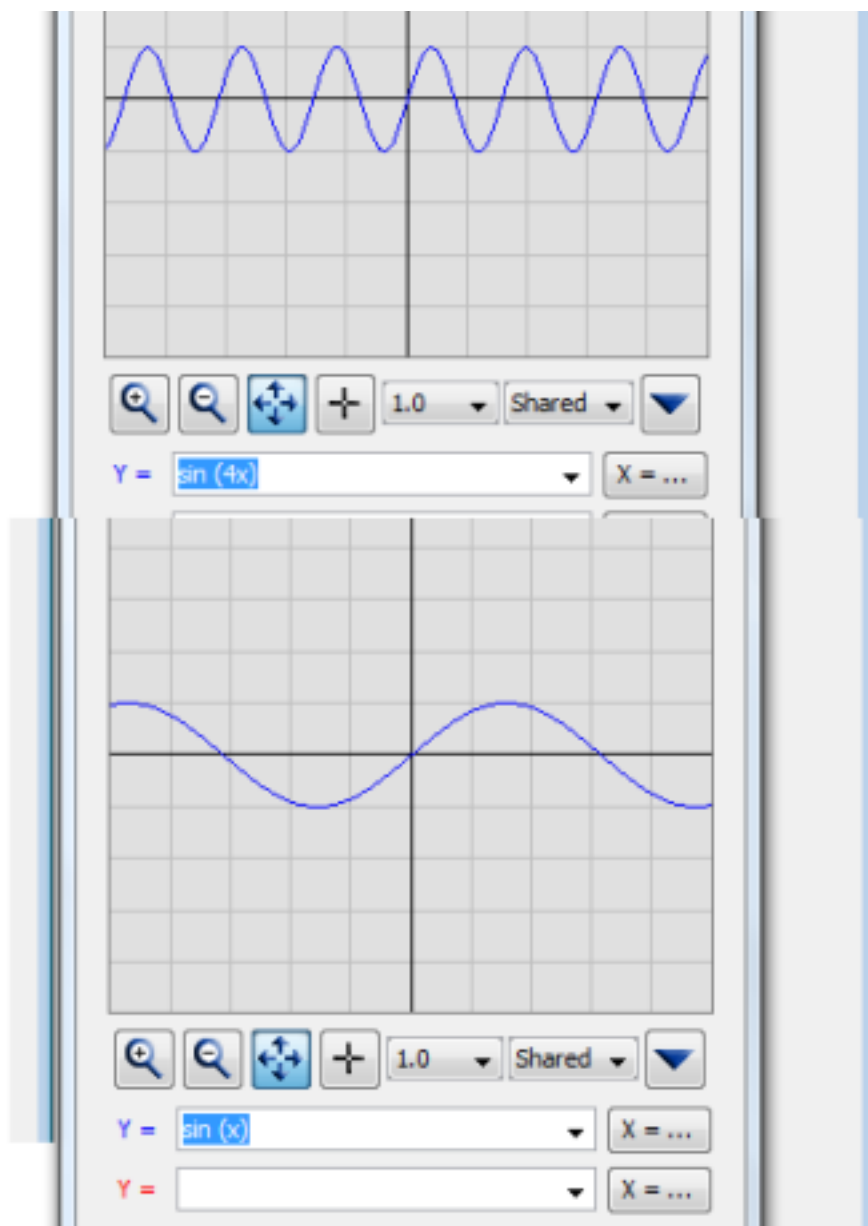 1.0 Shared
Y = sin (4x) X = ...
1.0 Shared
Y = sin (x) X = ...
Y = X = ...